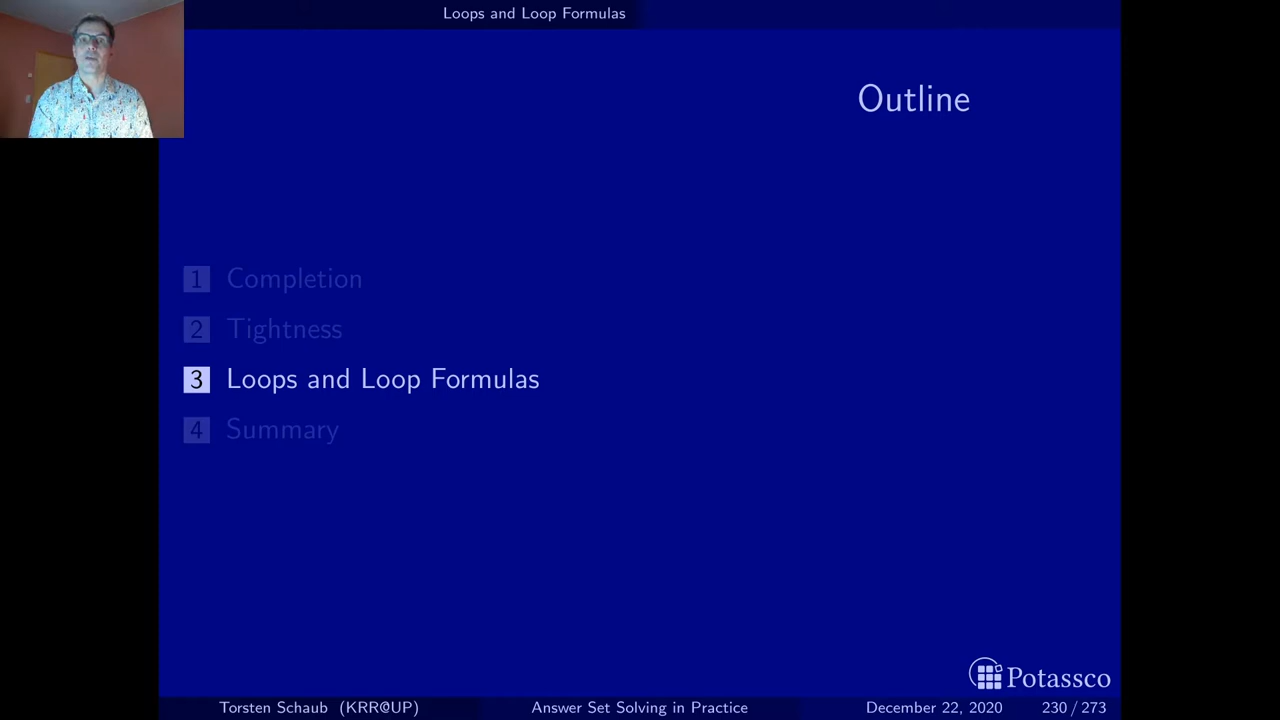 Loops and Loop Formulas
Outline
1 Completion
2 Tightness
3 Loops and Loop Formulas
4 Summary
Potassco
Torsten Schaub (KRR@UP) Answer Set Solving in Practice December 22, 2020 230 / 273